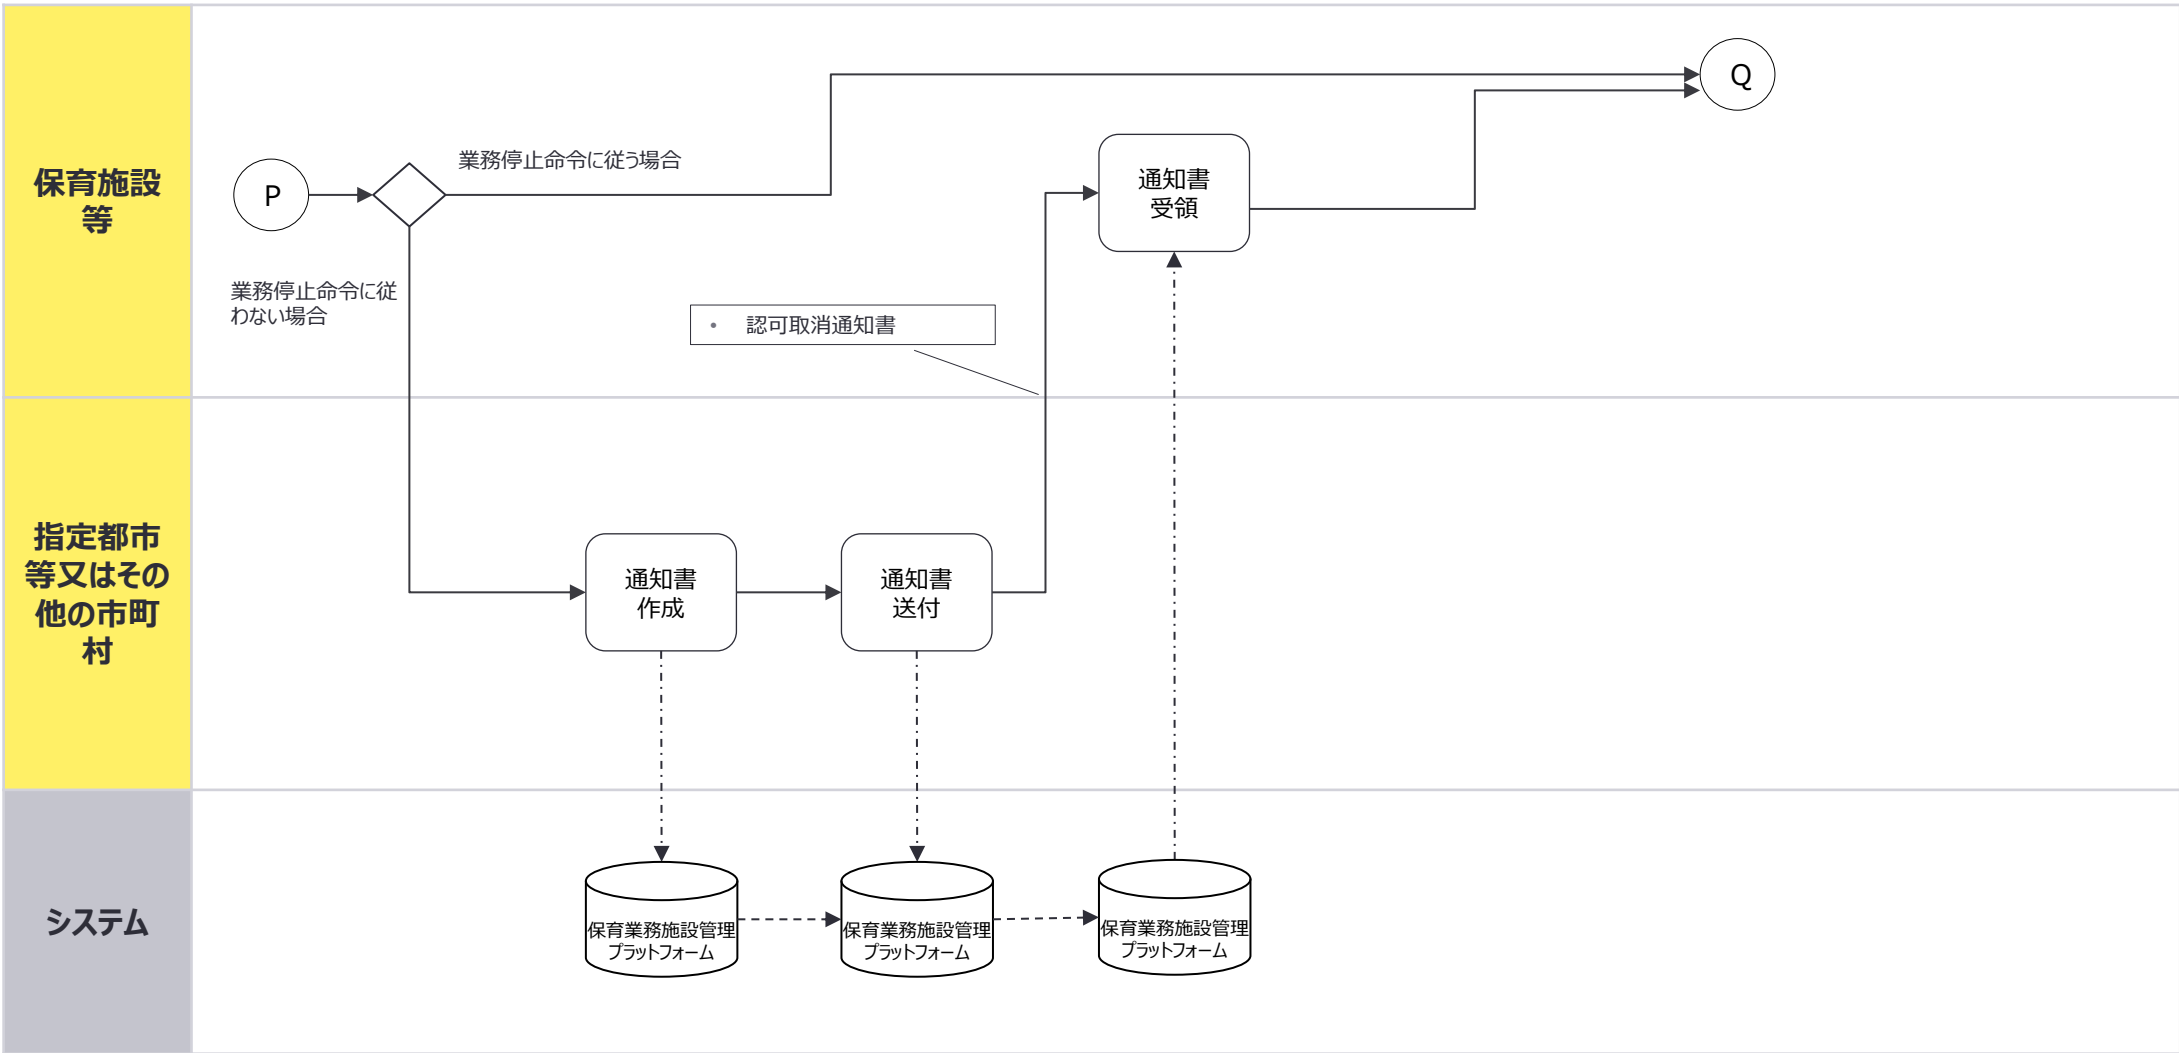 保育施設
等
P
業務停止命令に従う場合
Q
通知書
受領
業務停止命令に従
わない場合
• 認可取消通知書
指定都市
等又はその
他の市町
村
通知書
作成
通知書
送付
システム
保育業務施設管理
プラットフォーム
保育業務施設管理
プラットフォーム
保育業務施設管理
プラットフォーム